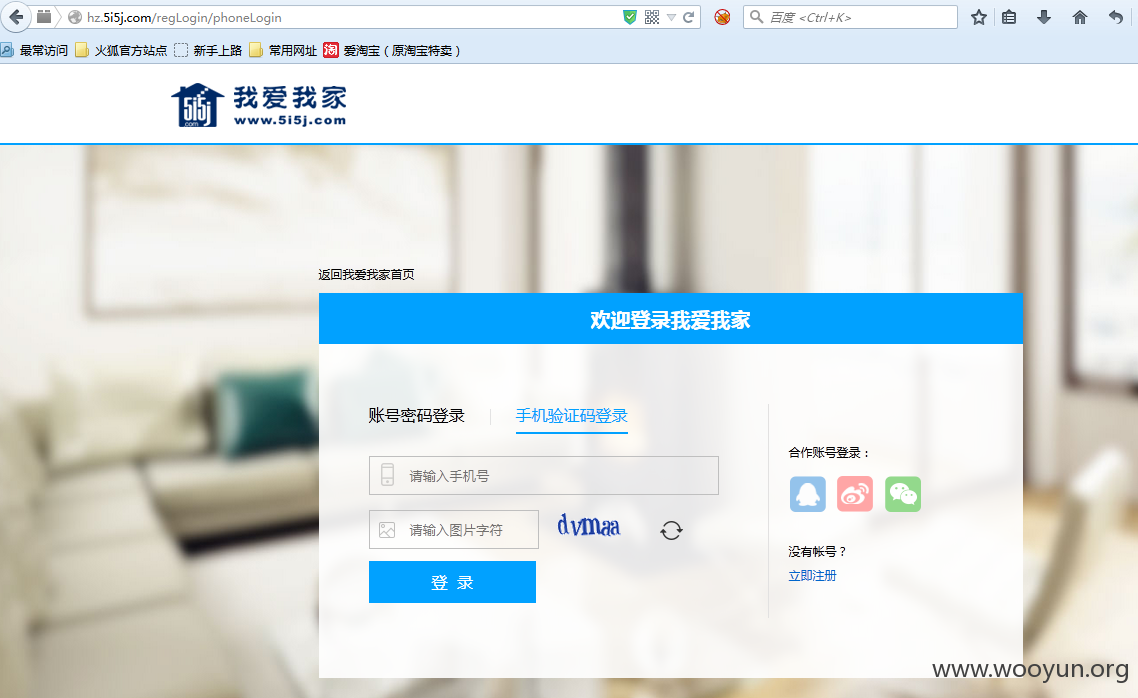 hz.5i5j.com/regLogin/phoneLogin
百度 <Ctrl+K>
最常访问 火狐官方站点 新手上路 常用网址 淘 爱淘宝（原淘宝特卖）
5i5j
.com
我爱我家
www.5i5j.com
返回我爱我家首页
欢迎登录我爱我家
账号密码登录
手机验证码登录
请输入手机号
请输入图片字符
dvmaa
登 录
合作账号登录：
没有帐号？
立即注册
www.wooyun.org